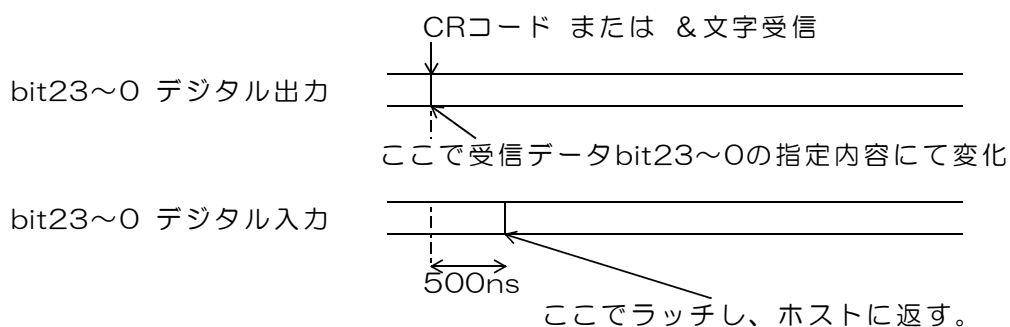 CRコード または &文字受信
bit23～0 デジタル出力
ここで受信データbit23～0の指定内容にて変化
bit23～0 デジタル入力
500ns
ここでラッチし、ホストに返す。